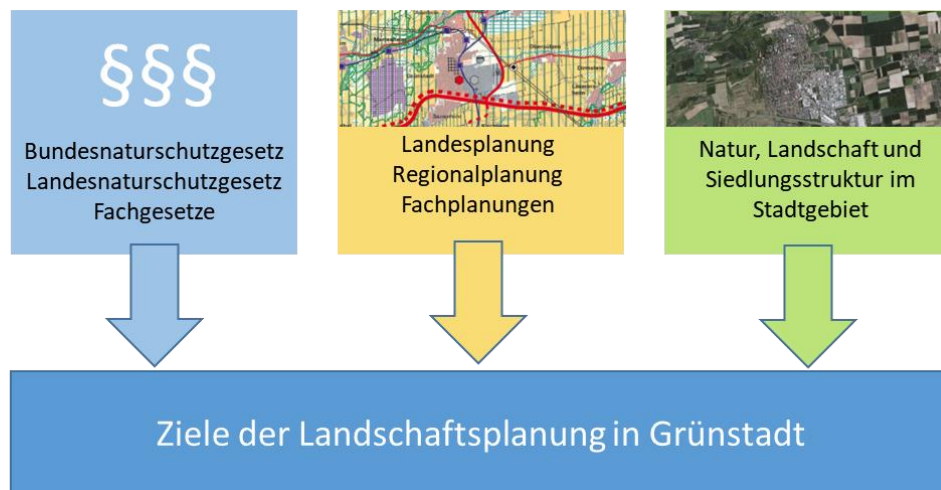 §§§
Bundesnaturschutzgesetz
Landesnaturschutzgesetz
Fachgesetze
Landesplanung
Regionalplanung
Fachplanungen
Natur, Landschaft und
Siedlungsstruktur im
Stadtgebiet
Ziele der Landschaftsplanung in Grünstadt